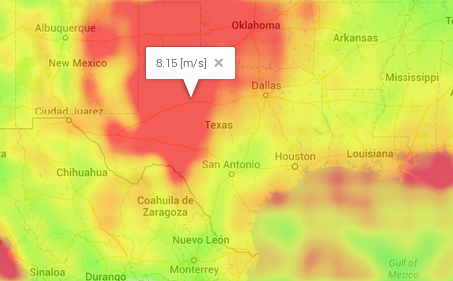 Albuquerque
Oklahoma
Arkansas
New Mexico
8.15 [m/s] ×
Mississippi
Dallas
Ciudad Juarez
Texas
San Antonio
Houston
Louisiana
Chihuahua
Coahuila de
Zaragoza
Nuevo León
Monterrey
Sinaloa
Durango
Gulf of
Mexico